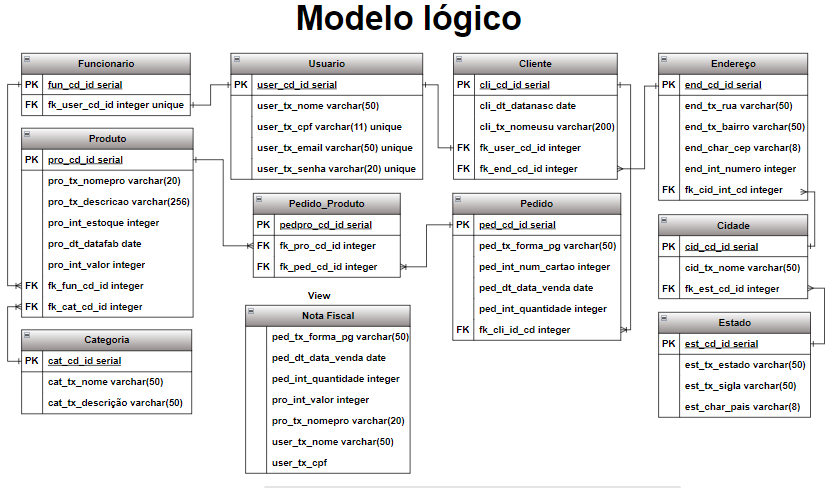 Modelo lógico
Funcionario
PK fun_cd_id serial
FK fk_user_cd_id integer unique
Usuario
PK user_cd_id serial
user_tx_nome varchar(50)
user_tx_cpf varchar(11) unique
user_tx_email varchar(50) unique
user_tx_senha varchar(20) unique
Cliente
PK cli_cd_id serial
cli_dt_datanasc date
cli_tx_nomeusu varchar(200)
FK fk_user_cd_id integer
FK fk_end_cd_id integer
Endereço
PK end_cd_id serial
end_tx_rua varchar(50)
end_tx_bairro varchar(50)
end_char_cep varchar(8)
end_int_numero integer
FK fk_cid_int_cd integer
Produto
PK pro_cd_id serial
pro_tx_nomepro varchar(20)
pro_tx_descricao varchar(256)
pro_int_estoque integer
pro_dt_datafab date
pro_int_valor integer
FK fk_fun_cd_id integer
FK fk_cat_cd_id integer
Pedido_Produto
PK pedpro_cd_id serial
FK fk_pro_cd_id integer
FK fk_ped_cd_id integer
Pedido
PK ped_cd_id serial
ped_tx_forma_pg varchar(50)
ped_int_num_cartao integer
ped_dt_data_venda date
ped_int_quantidade integer
FK fk_cli_id_cd integer
Cidade
PK cid_cd_id serial
cid_tx_nome varchar(50)
FK fk_est_cd_id integer
Categoria
PK cat_cd_id serial
cat_tx_nome varchar(50)
cat_tx_descrição varchar(50)
View
Nota Fiscal
ped_tx_forma_pg varchar(50)
ped_dt_data_venda date
ped_int_quantidade integer
pro_int_valor integer
pro_tx_nomepro varchar(20)
user_tx_nome varchar(50)
user_tx_cpf
Estado
PK est_cd_id serial
est_tx_estado varchar(50)
est_tx_sigla varchar(50)
est_char_pais varchar(8)